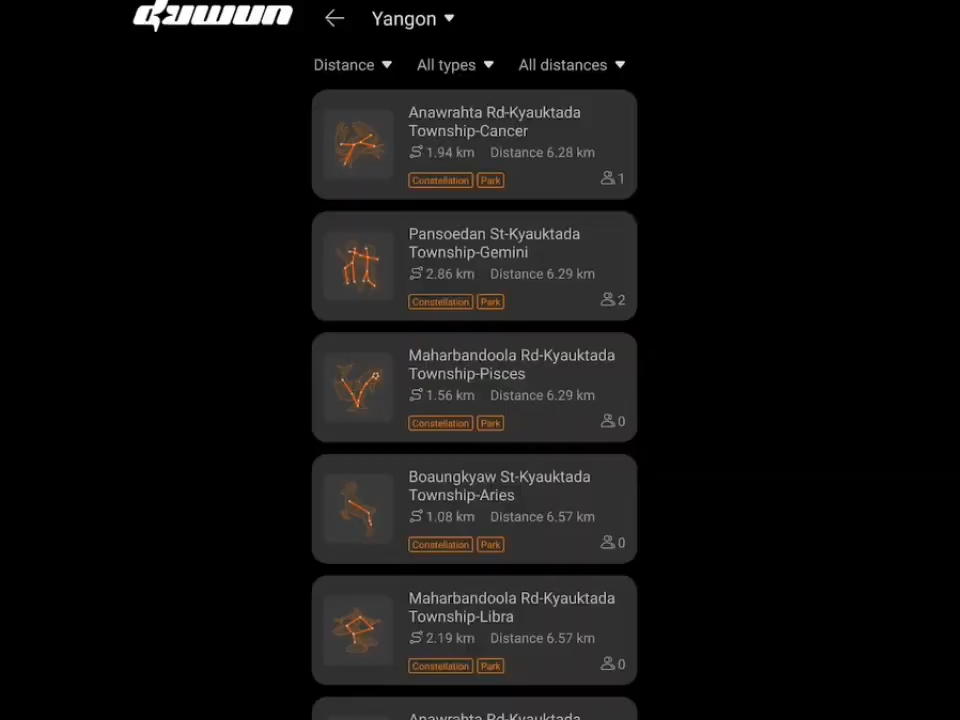 duwun
Yangon
Distance All types All distances
Anawrahta Rd-Kyauktada
Township-Cancer
1.94 km Distance 6.28 km
Constellation Park 1
Pansoedan St-Kyauktada
Township-Gemini
2.86 km Distance 6.29 km
Constellation Park 2
Maharbandoola Rd-Kyauktada
Township-Pisces
1.56 km Distance 6.29 km
Constellation Park 0
Boaungkyaw St-Kyauktada
Township-Aries
1.08 km Distance 6.57 km
Constellation Park 0
Maharbandoola Rd-Kyauktada
Township-Libra
2.19 km Distance 6.57 km
Constellation Park 0
Anawrahta Rd-Kyauktada